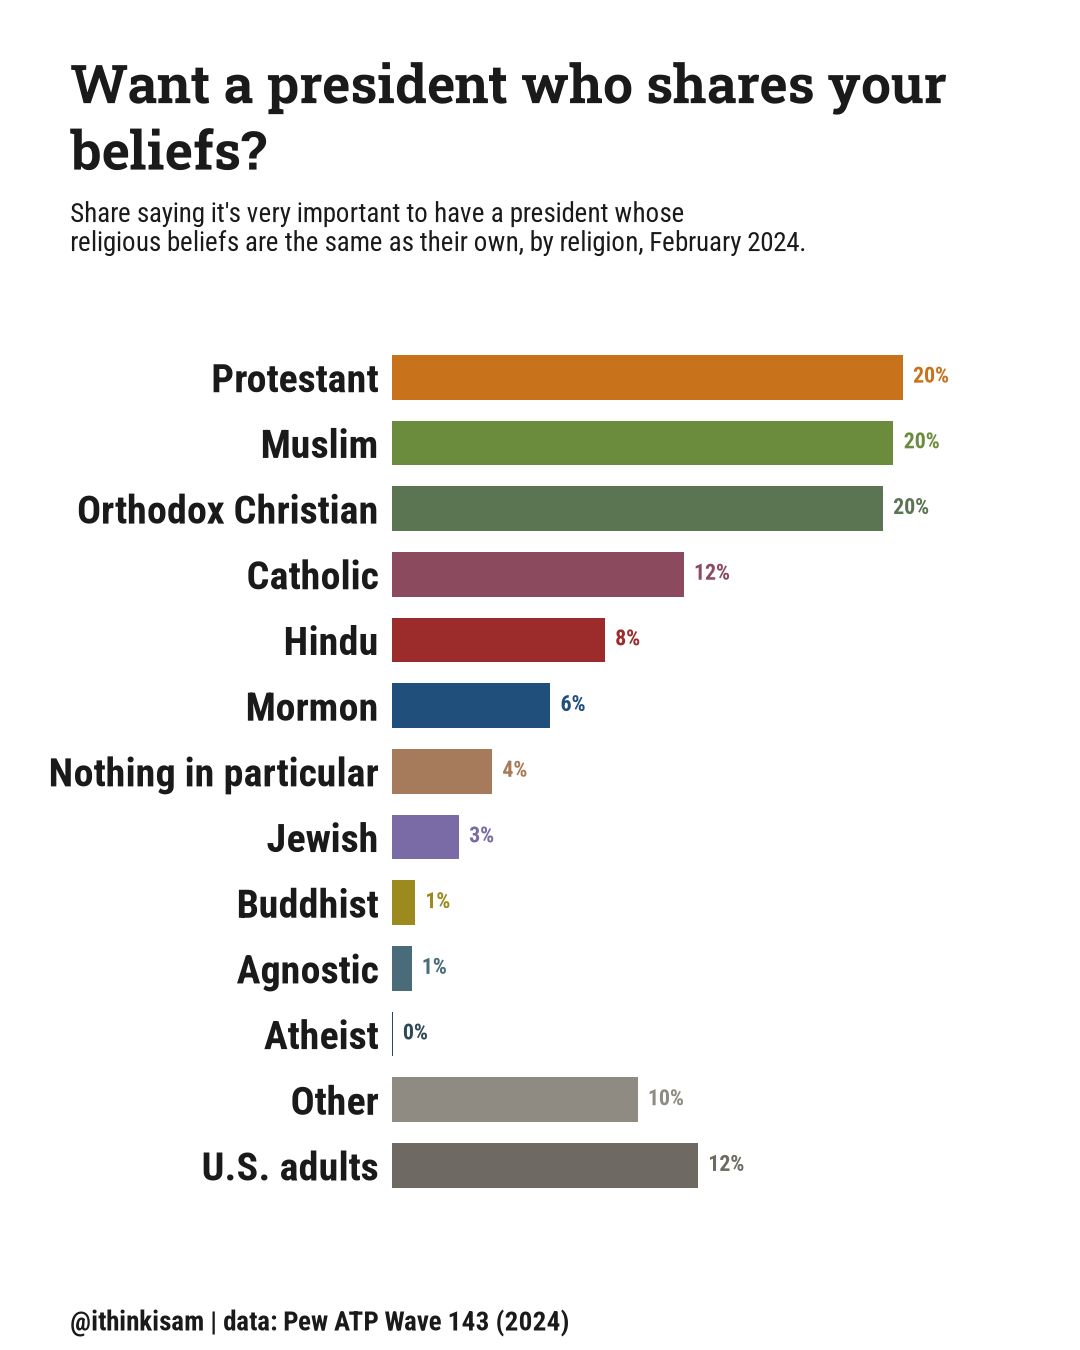 Want a president who shares your
beliefs?
Share saying it's very important to have a president whose
religious beliefs are the same as their own, by religion, February 2024.
Protestant 20%
Muslim 20%
Orthodox Christian 20%
Catholic 12%
Hindu 8%
Mormon 6%
Nothing in particular 4%
Jewish 3%
Buddhist 1%
Agnostic 1%
Atheist 0%
Other 10%
U.S. adults 12%
@ithinkisam | data: Pew ATP Wave 143 (2024)